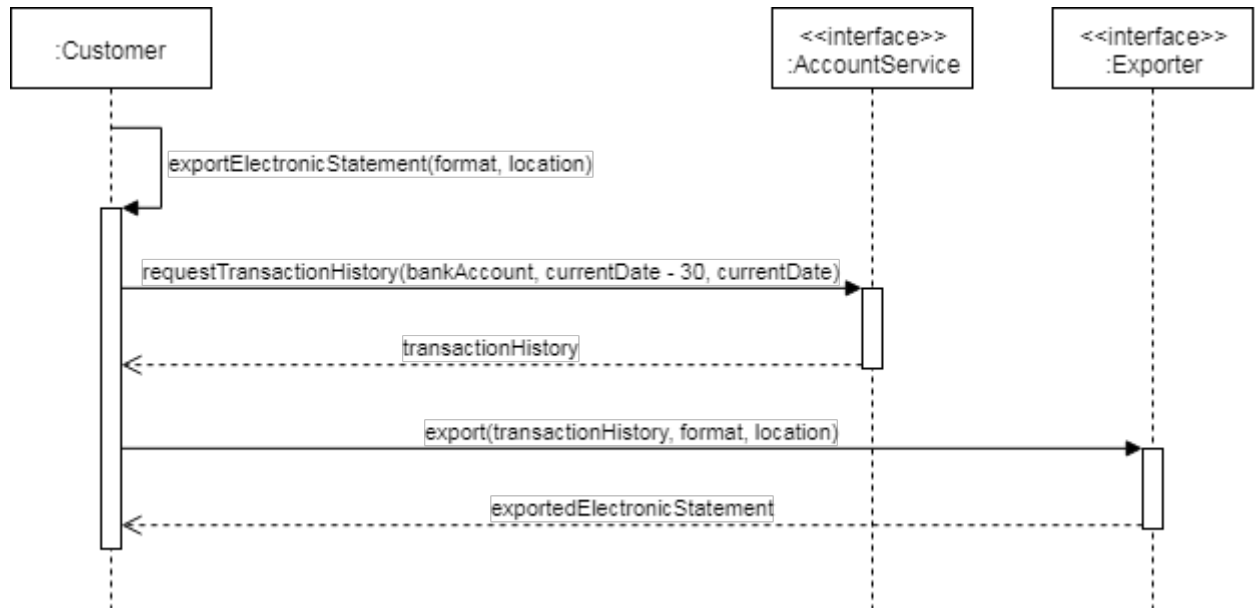 :Customer
<<interface>>
:AccountService
<<interface>>
:Exporter
exportElectronicStatement(format, location)
requestTransactionHistory(bankAccount, currentDate - 30, currentDate)
transactionHistory
export(transactionHistory, format, location)
exportedElectronicStatement